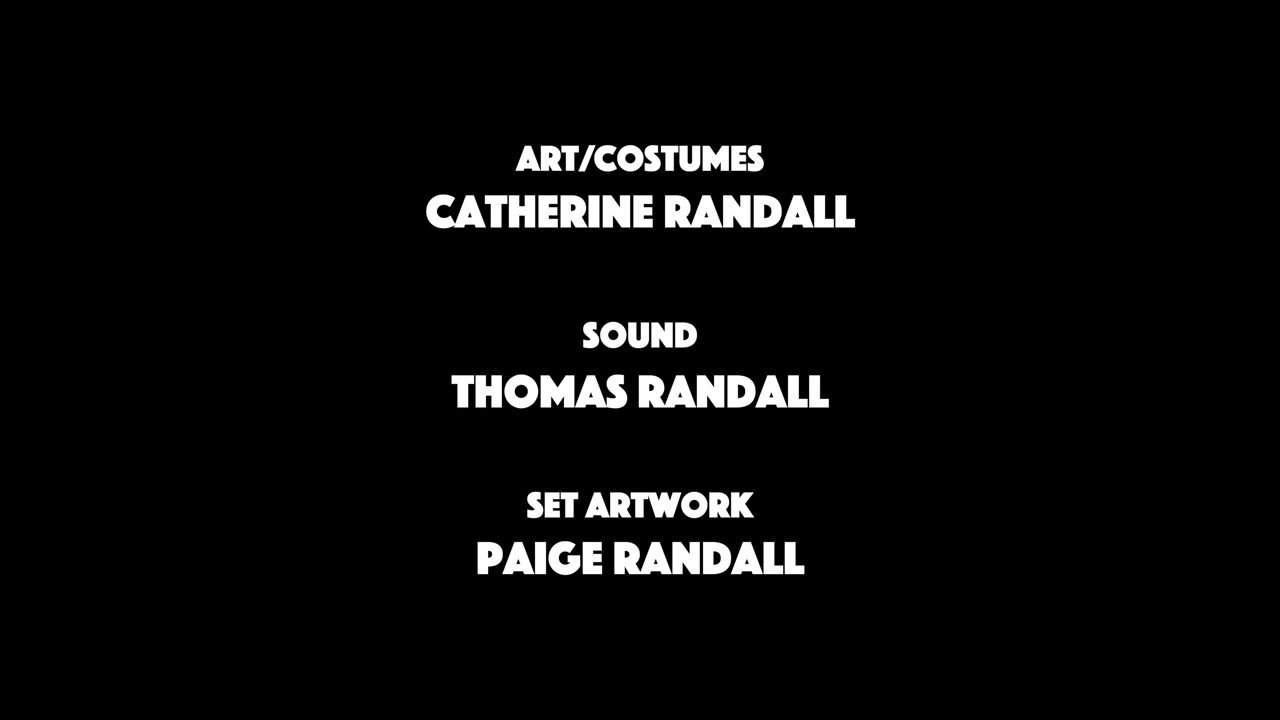 ART/COSTUMES
CATHERINE RANDALL
SOUND
THOMAS RANDALL
SET ARTWORK
PAIGE RANDALL